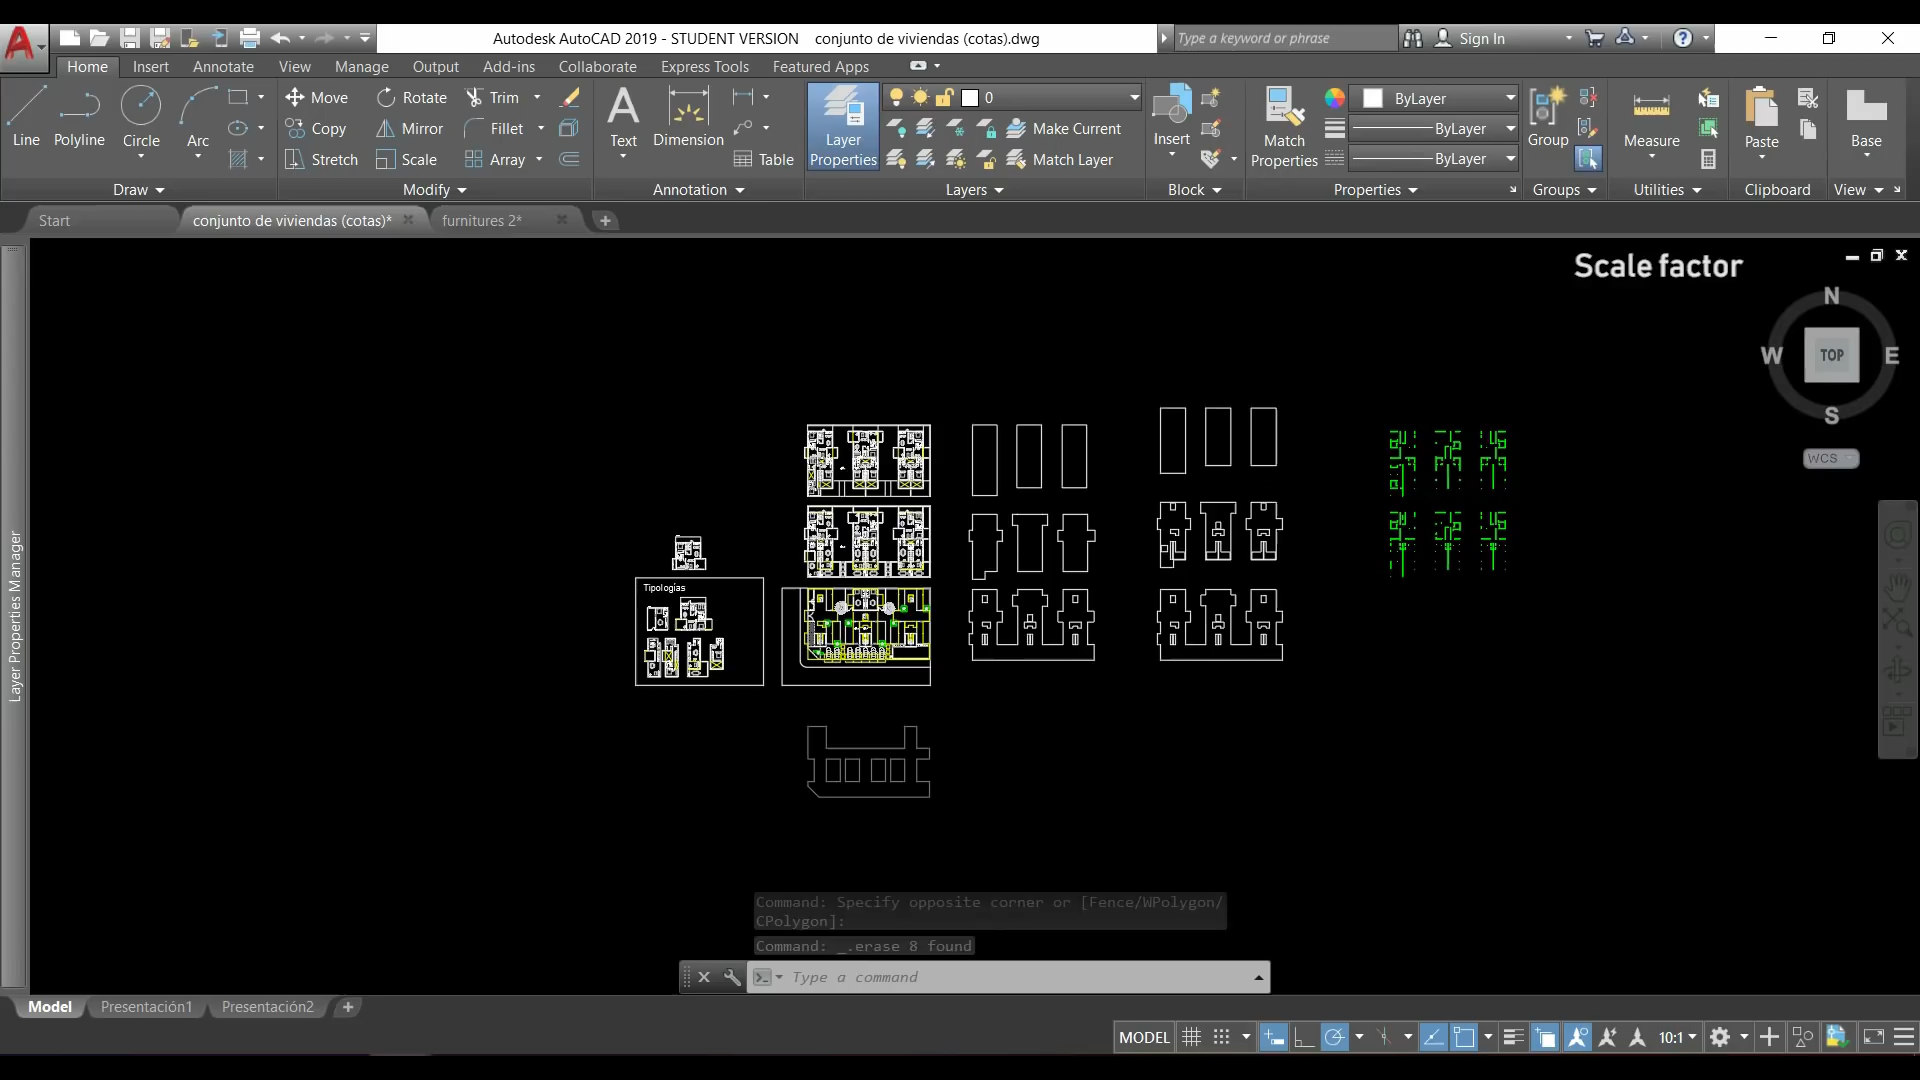 Autodesk AutoCAD 2019 - STUDENT VERSION conjunto de viviendas (cotas).dwg
Type a keyword or phrase
Sign In
Home Insert Annotate View Manage Output Add-ins Collaborate Express Tools Featured Apps
Line Polyline Circle Arc
Draw
Move Rotate Trim
Copy Mirror Fillet
Stretch Scale Array
Modify
Text Dimension Table
Annotation
Layer Properties
0
Make Current
Match Layer
Layers
Insert
Block
Match Properties
ByLayer
ByLayer
ByLayer
Properties
Group
Groups
Measure
Utilities
Paste
Clipboard
Base
View
Start conjunto de viviendas (cotas)* furnitures 2*
Scale factor
N
W TOP E
S
WCS
Layer Properties Manager
Tipologias
Command: Specify opposite corner or [Fence/WPolygon/
CPolygon]:
Command: _.erase 8 found
Type a command
Model Presentación1 Presentación2
MODEL 10:1